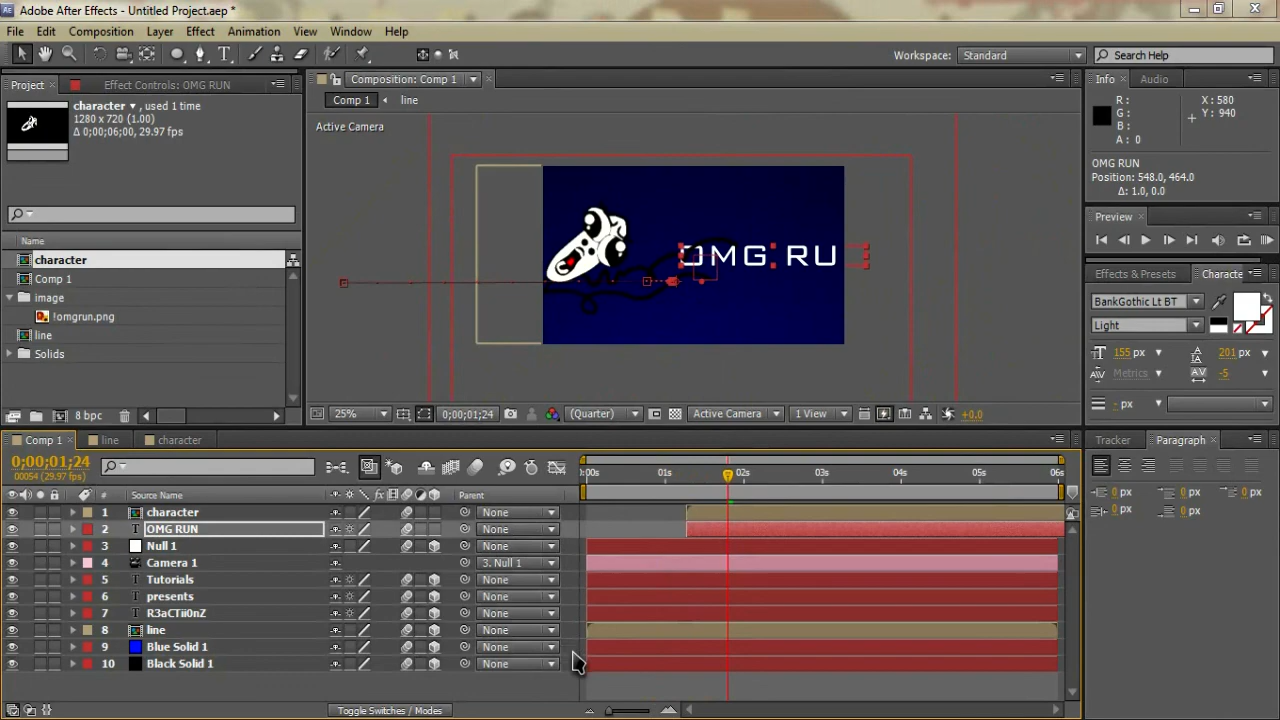 Adobe After Effects - Untitled Project.aep *
File Edit Composition Layer Effect Animation View Window Help
Workspace: Standard Search Help
Project Effect Controls: OMG RUN
character ▾, used 1 time
1280 x 720 (1.00)
Δ 0;00;06;00, 29.97 fps
Name
character
Comp 1
image
!omgrun.png
line
Solids
8 bpc
Composition: Comp 1
Comp 1 line
Active Camera
OMG RU
25% 0;00;01;24 (Quarter) Active Camera 1 View +0.0
Info Audio
R : X : 580
G : Y : 940
B :
A : 0
OMG RUN
Position: 548.0, 464.0
Δ: 1.0, 0.0
Preview
Effects & Presets Characte
BankGothic Lt BT
Light
155 px 201 px
Metrics -5
- px
Tracker Paragraph
0 px 0 px 0 px
0 px 0 px
Comp 1 line character
0;00;01;24
00054 (29.97 fps)
# Source Name Parent
:00s 01s 02s 03s 04s 05s 06s
1 character None
2 T OMG RUN None
3 Null 1 None
4 Camera 1 3. Null 1
5 T Tutorials None
6 T presents None
7 T R3aCTii0nZ None
8 line None
9 Blue Solid 1 None
10 Black Solid 1 None
Toggle Switches / Modes